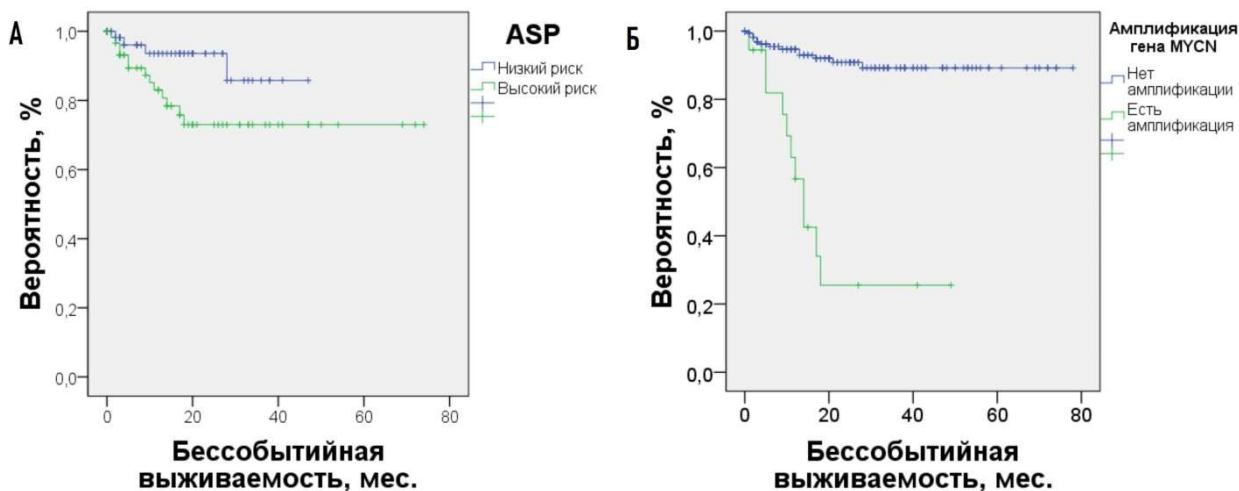 А
Вероятность, %
1,0
0,8
0,6
0,4
0,2
0,0
0
20
40
60
80
Бессобытийная
выживаемость, мес.
ASP
Низкий риск
Высокий риск
Б
Вероятность, %
1,0
0,8
0,6
0,4
0,2
0,0
0
20
40
60
80
Бессобытийная
выживаемость, мес.
Амплификация
гена MYCN
Нет
амплификации
Есть
амплификация